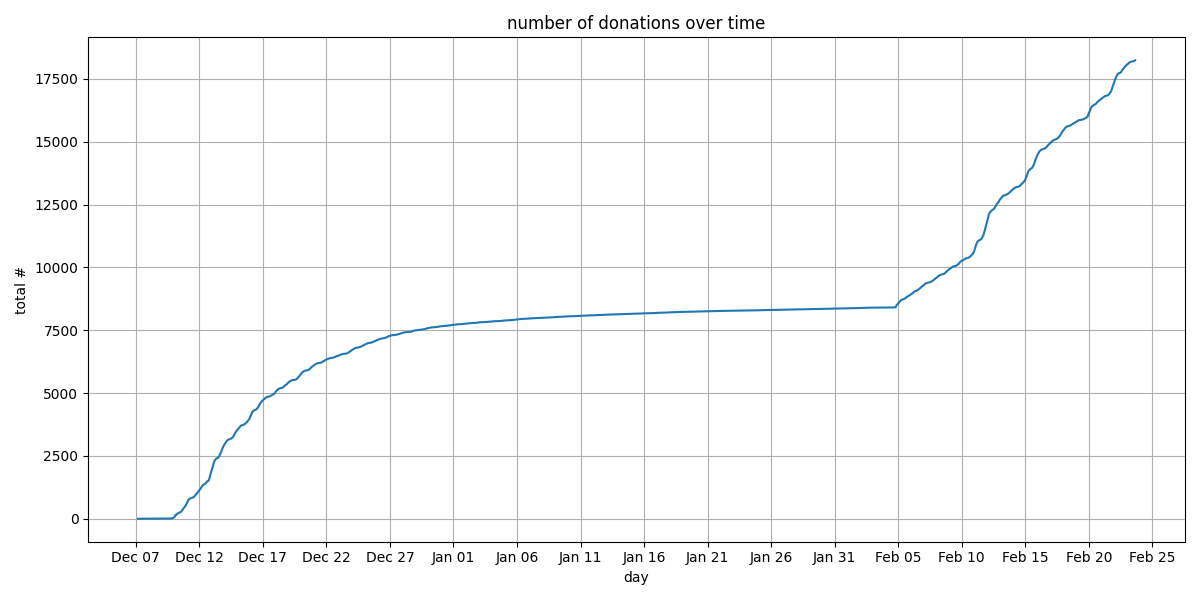 number of donations over time
total #
17500
15000
12500
10000
7500
5000
2500
0
Dec 07 Dec 12 Dec 17 Dec 22 Dec 27 Jan 01 Jan 06 Jan 11 Jan 16 Jan 21 Jan 26 Jan 31 Feb 05 Feb 10 Feb 15 Feb 20 Feb 25
day